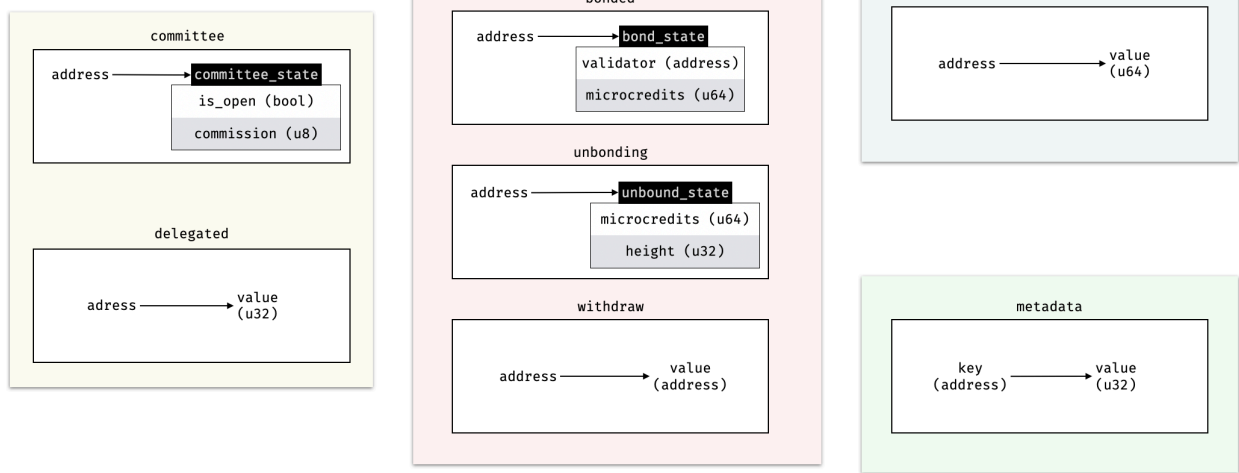 committee
address
committee_state
is_open (bool)
commission (u8)
delegated
adress
value
(u32)
bonded
address
bond_state
validator (address)
microcredits (u64)
unbonding
address
unbound_state
microcredits (u64)
height (u32)
withdraw
address
value
(address)
address
value
(u64)
metadata
key
(address)
value
(u32)